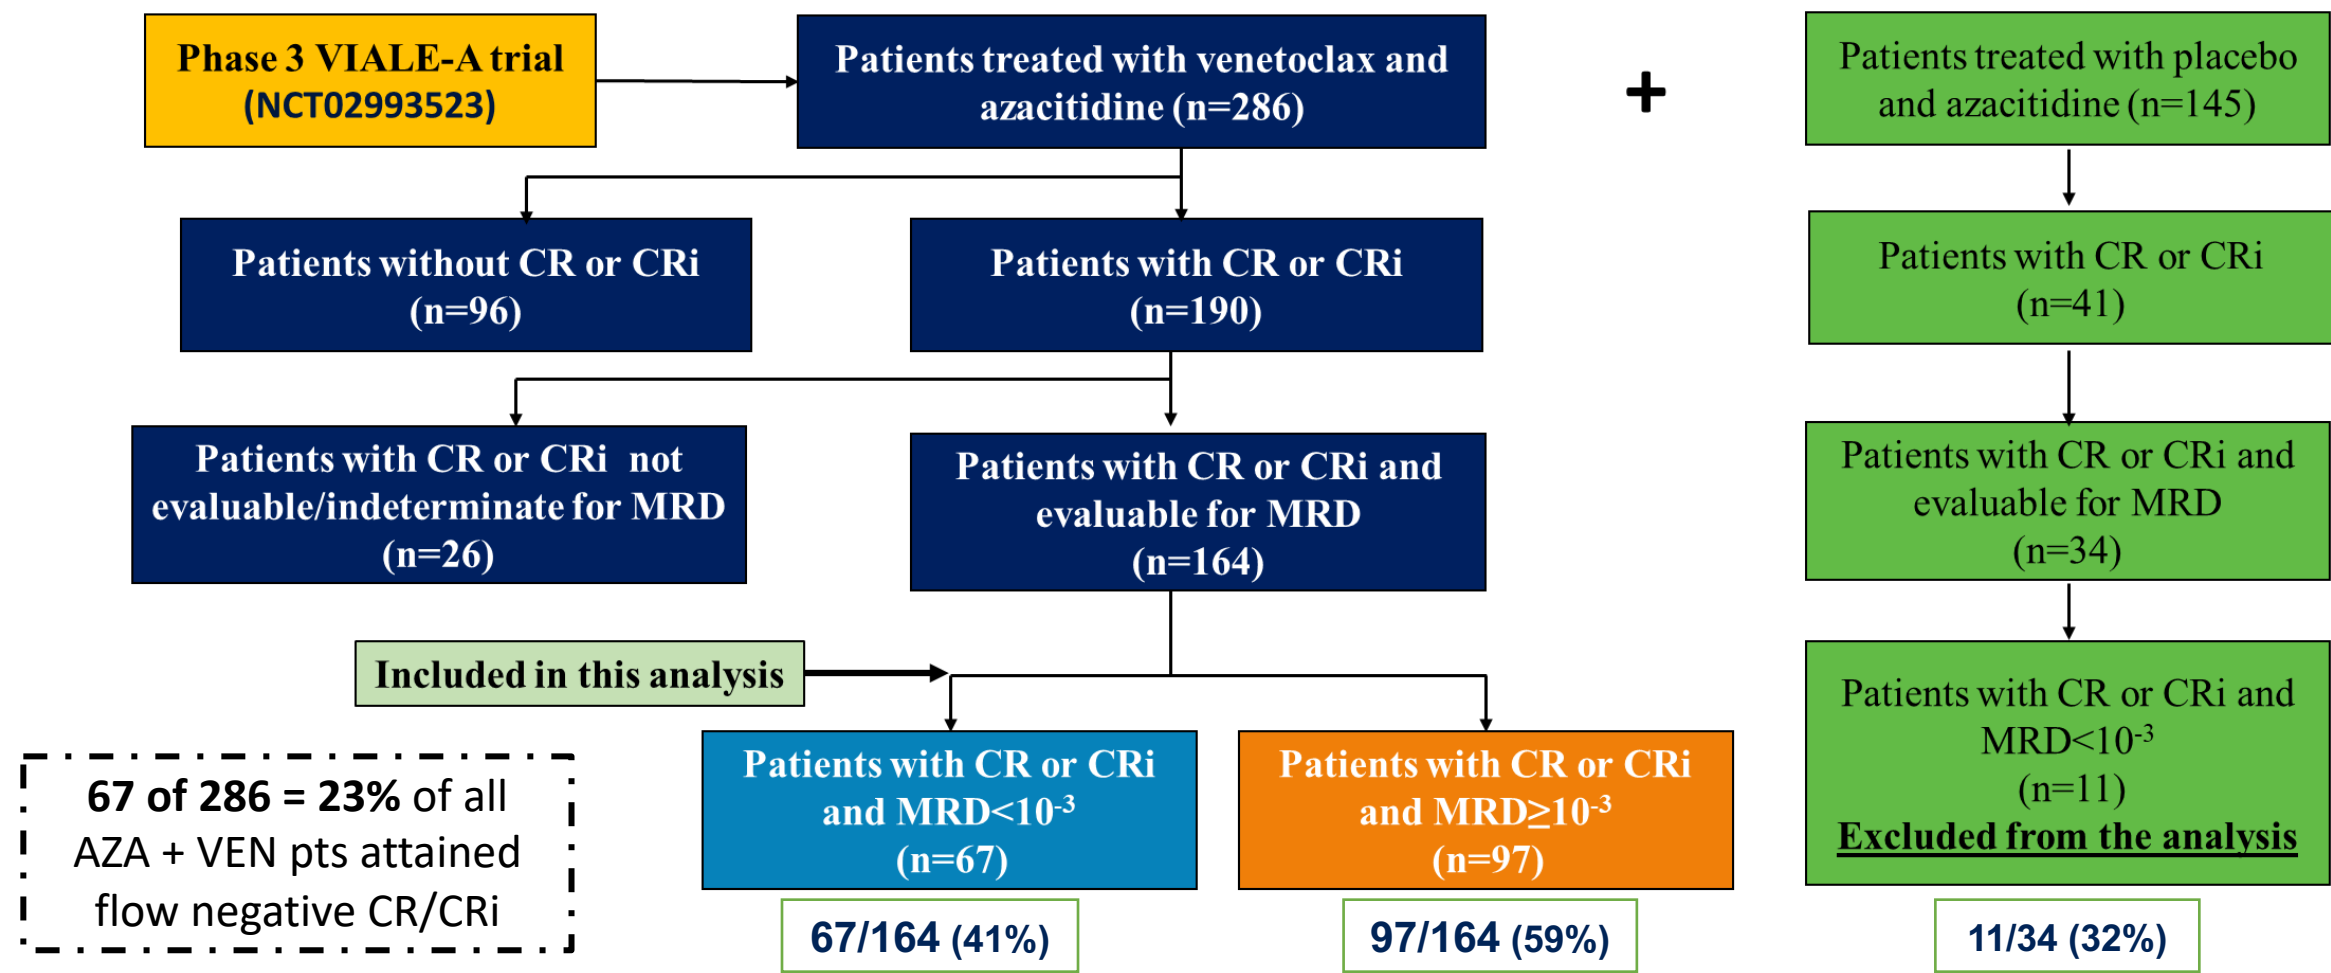 Phase 3 VIALE-A trial
(NCT02993523)
Patients treated with venetoclax and
azacitidine (n=286)
+
Patients treated with placebo
and azacitidine (n=145)
Patients without CR or CRi
(n=96)
Patients with CR or CRi
(n=190)
Patients with CR or CRi
(n=41)
Patients with CR or CRi  not
evaluable/indeterminate for MRD
(n=26)
Patients with CR or CRi and
evaluable for MRD
(n=164)
Patients with CR or CRi and
evaluable for MRD
(n=34)
Included in this analysis
Patients with CR or CRi
and MRD<10⁻³
(n=67)
Patients with CR or CRi
and MRD≥10⁻³
(n=97)
Patients with CR or CRi and
MRD<10⁻³
(n=11)
Excluded from the analysis
67 of 286 = 23% of all
AZA + VEN pts attained
flow negative CR/CRi
67/164 (41%)
97/164 (59%)
11/34 (32%)